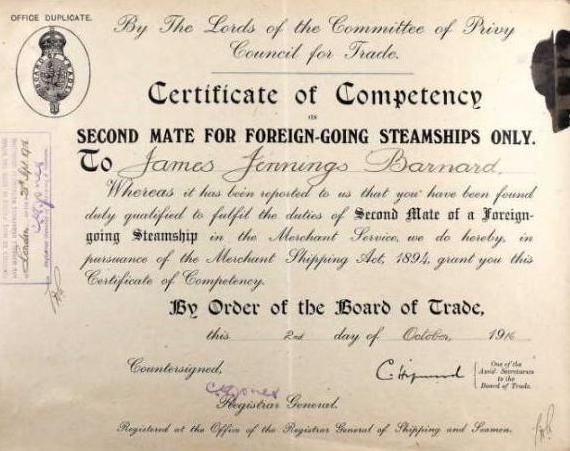 OFFICE DUPLICATE.
By The Lords of the Committee of Privy
Council for Trade.
Certificate of Competency
as
SECOND MATE FOR FOREIGN-GOING STEAMSHIPS ONLY.
To James Jennings Barnard.
Whereas it has been reported to us that you have been found
duly qualified to fulfil the duties of Second Mate of a Foreign-
going Steamship in the Merchant Service, we do hereby, in
pursuance of the Merchant Shipping Act, 1894, grant you this
Certificate of Competency.
By Order of the Board of Trade,
this 2nd day of October, 1916
Countersigned,
One of the
Assist. Secretaries
to the
Board of Trade.
C H Jones
Registrar General.
Registered at the Office of the Registrar General of Shipping and Seamen.